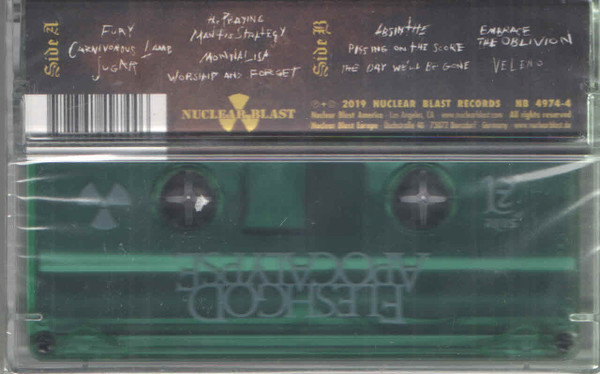 Side A
FURY
CARNIVOROUS LAMB
SUGAR
THE PRAYING
MANTIS STRATEGY
MONNALISA
WORSHIP AND FORGET
Side B
ABSINTHE
PISSING ON THE SCORE
THE DAY WE'LL BE GONE
EMBRACE
THE OBLIVION
VELENO
NUCLEAR BLAST
℗ + © 2019 NUCLEAR BLAST RECORDS NB 4974-4
Nuclear Blast America · Los Angeles, CA · www.nuclearblast.com All rights reserved
Nuclear Blast Europe · 73072 Donzdorf · Germany www.nuclearblast.de
FLESHGOD
APOCALYPSE